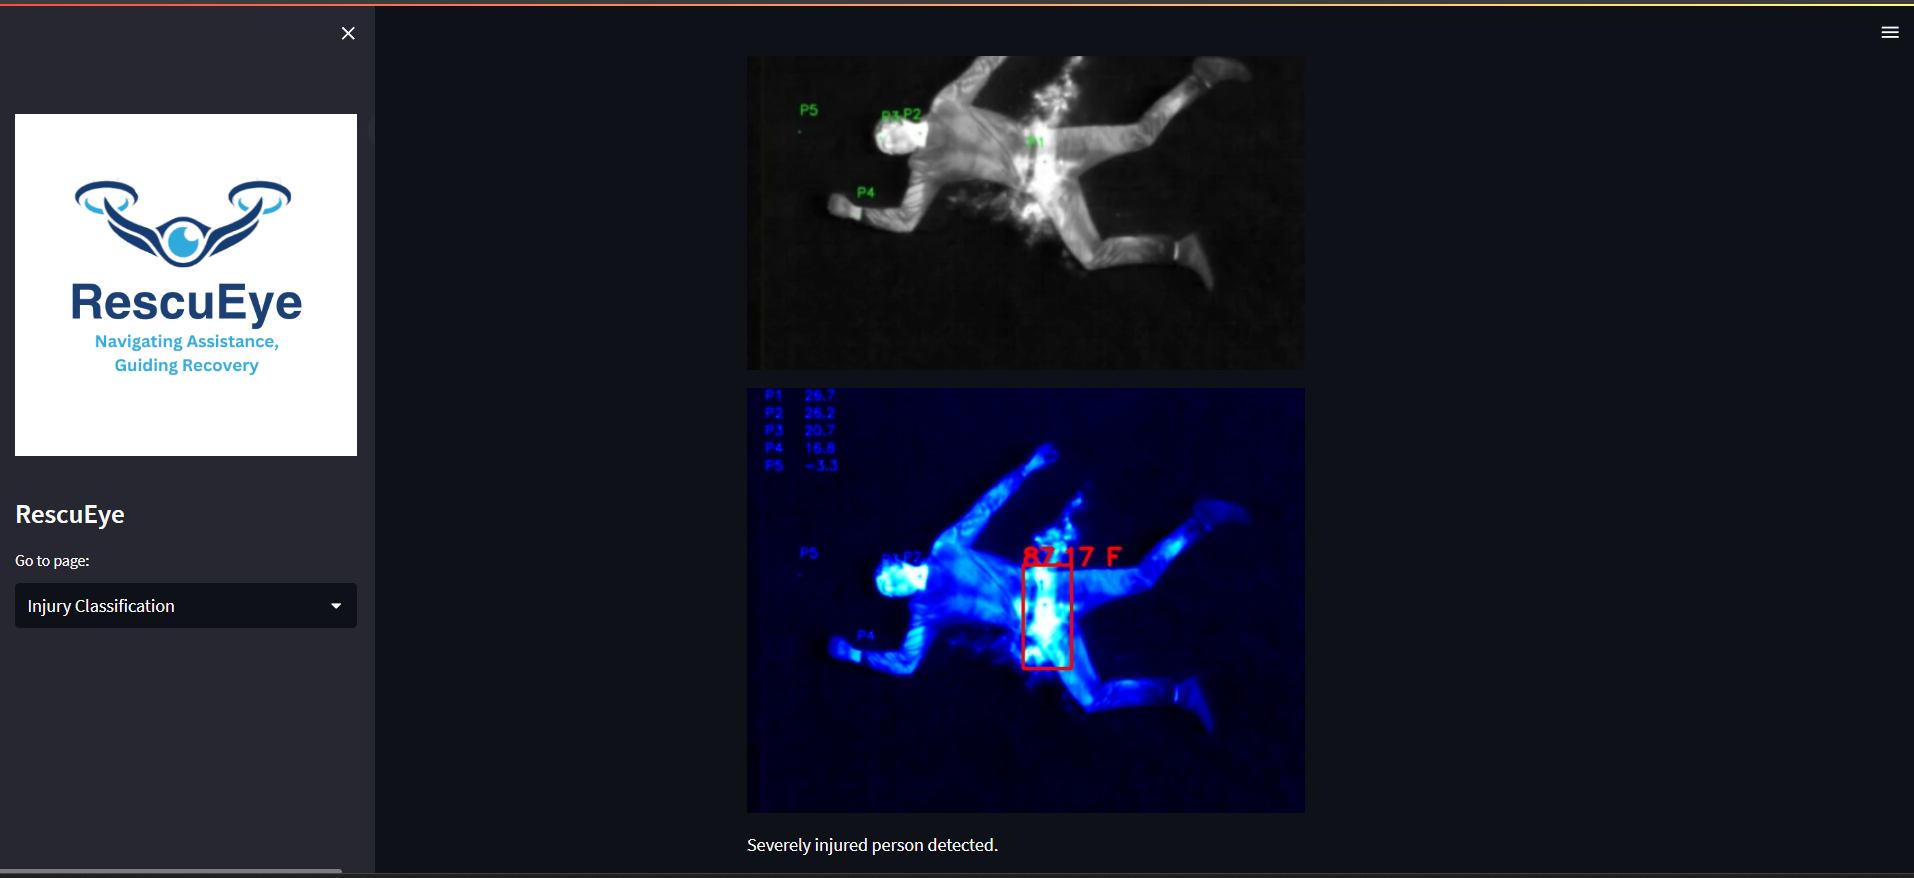 RescuEye
Navigating Assistance,
Guiding Recovery
RescuEye
Go to page:
Injury Classification
P5
P3 P2
P1
P4
P1 26.7
P2 26.2
P3 20.7
P4 16.8
P5 -3.3
P5
P3 P2
87.17 F
P4
Severely injured person detected.